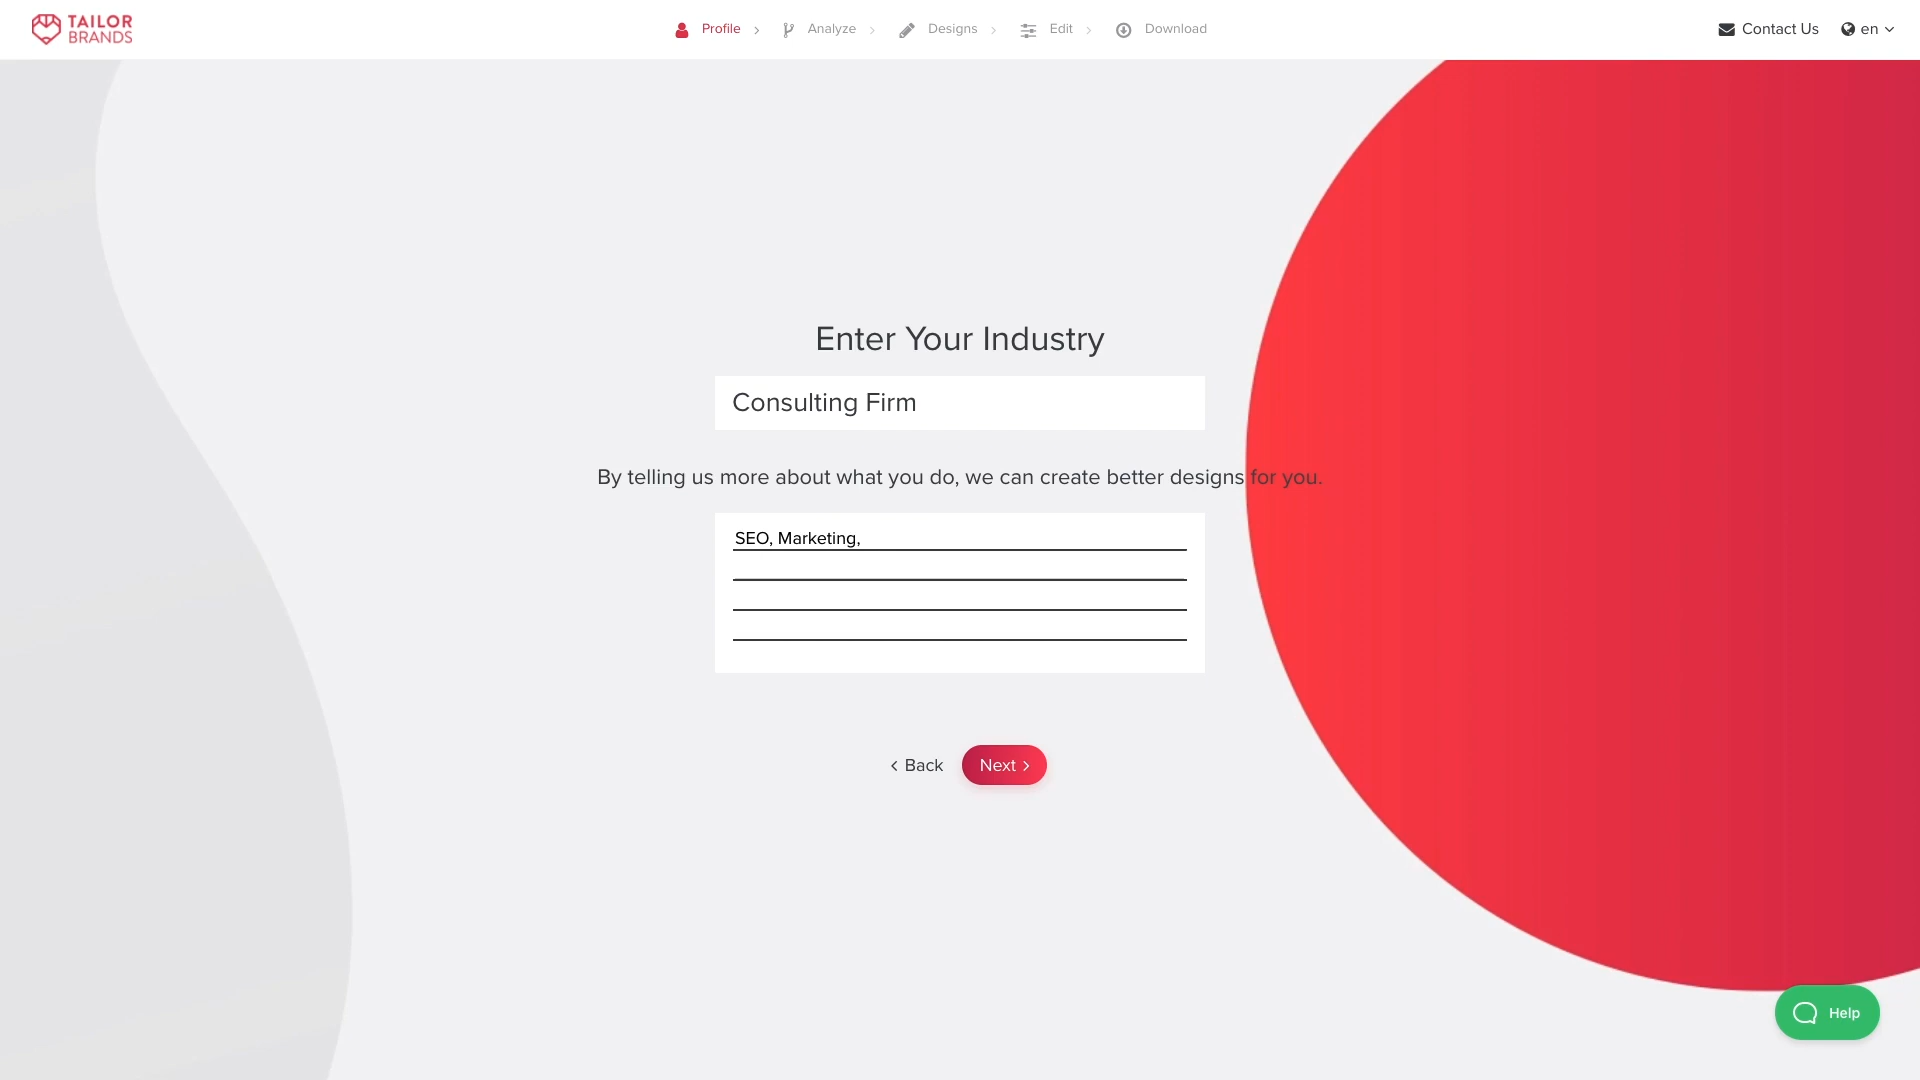 TAILOR
BRANDS
Profile
Analyze
Designs
Edit
Download
Contact Us
en
Enter Your Industry
Consulting Firm
By telling us more about what you do, we can create better designs for you.
SEO, Marketing,
Back
Next
Help